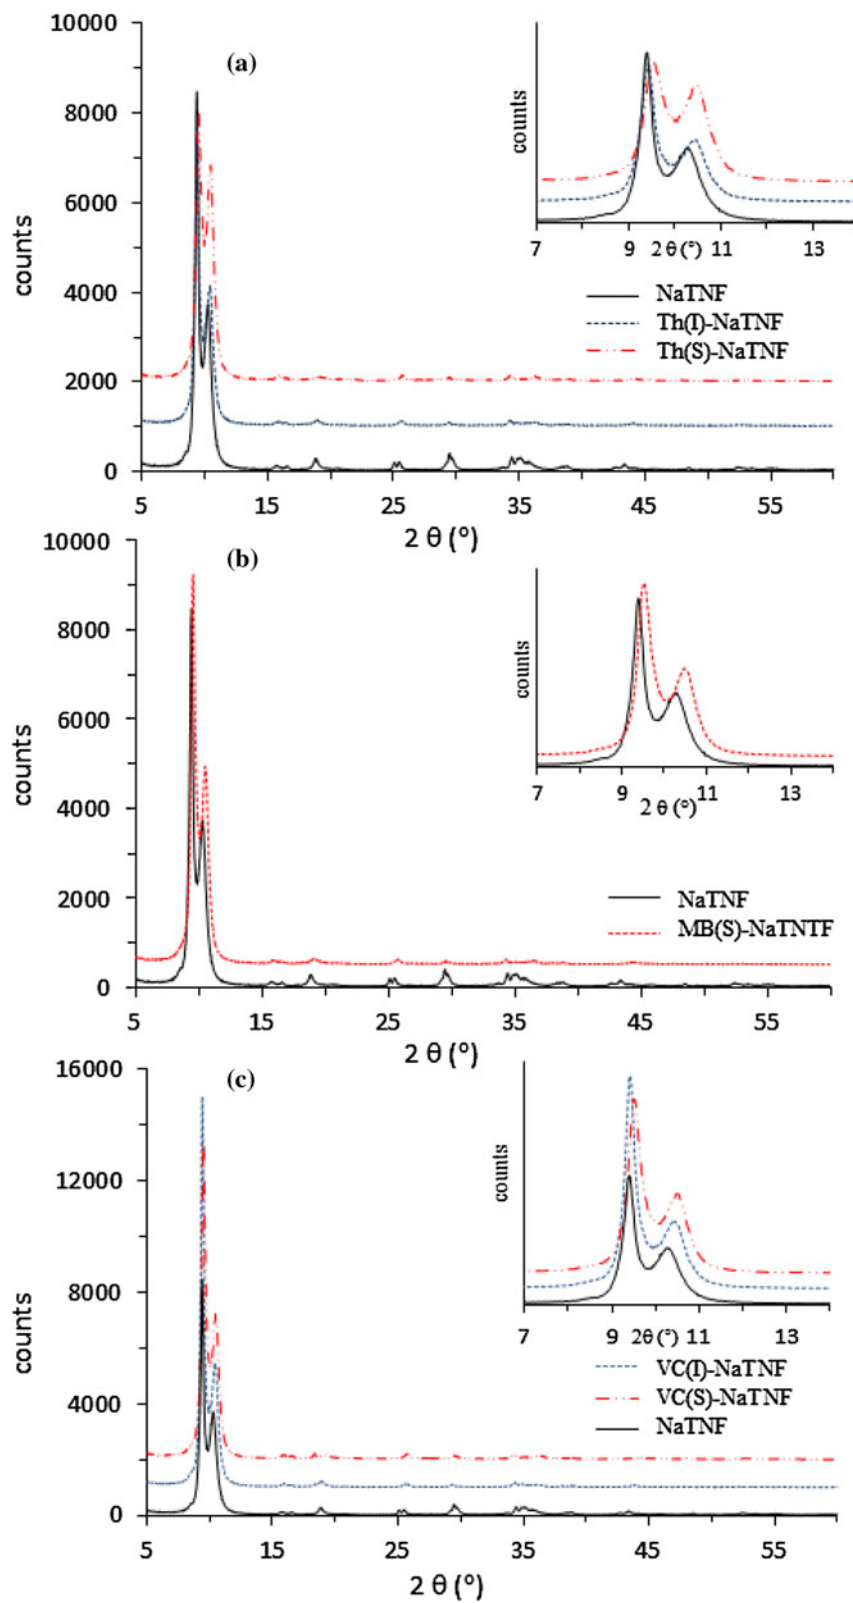 10000
(a)
8000
6000
4000
2000
0
counts
5 15 25 35 45 55
2 θ (°)
counts
7 9 2 θ (°) 11 13
NaTNF
Th(I)-NaTNF
Th(S)-NaTNF
10000
(b)
8000
6000
4000
2000
0
counts
5 15 25 35 45 55
2 θ (°)
counts
7 9 11 13
2 θ (°)
NaTNF
MB(S)-NaTNTF
16000
(c)
12000
8000
4000
0
counts
5 15 25 35 45 55
2 θ (°)
counts
7 9 2θ (°) 11 13
VC(I)-NaTNF
VC(S)-NaTNF
NaTNF